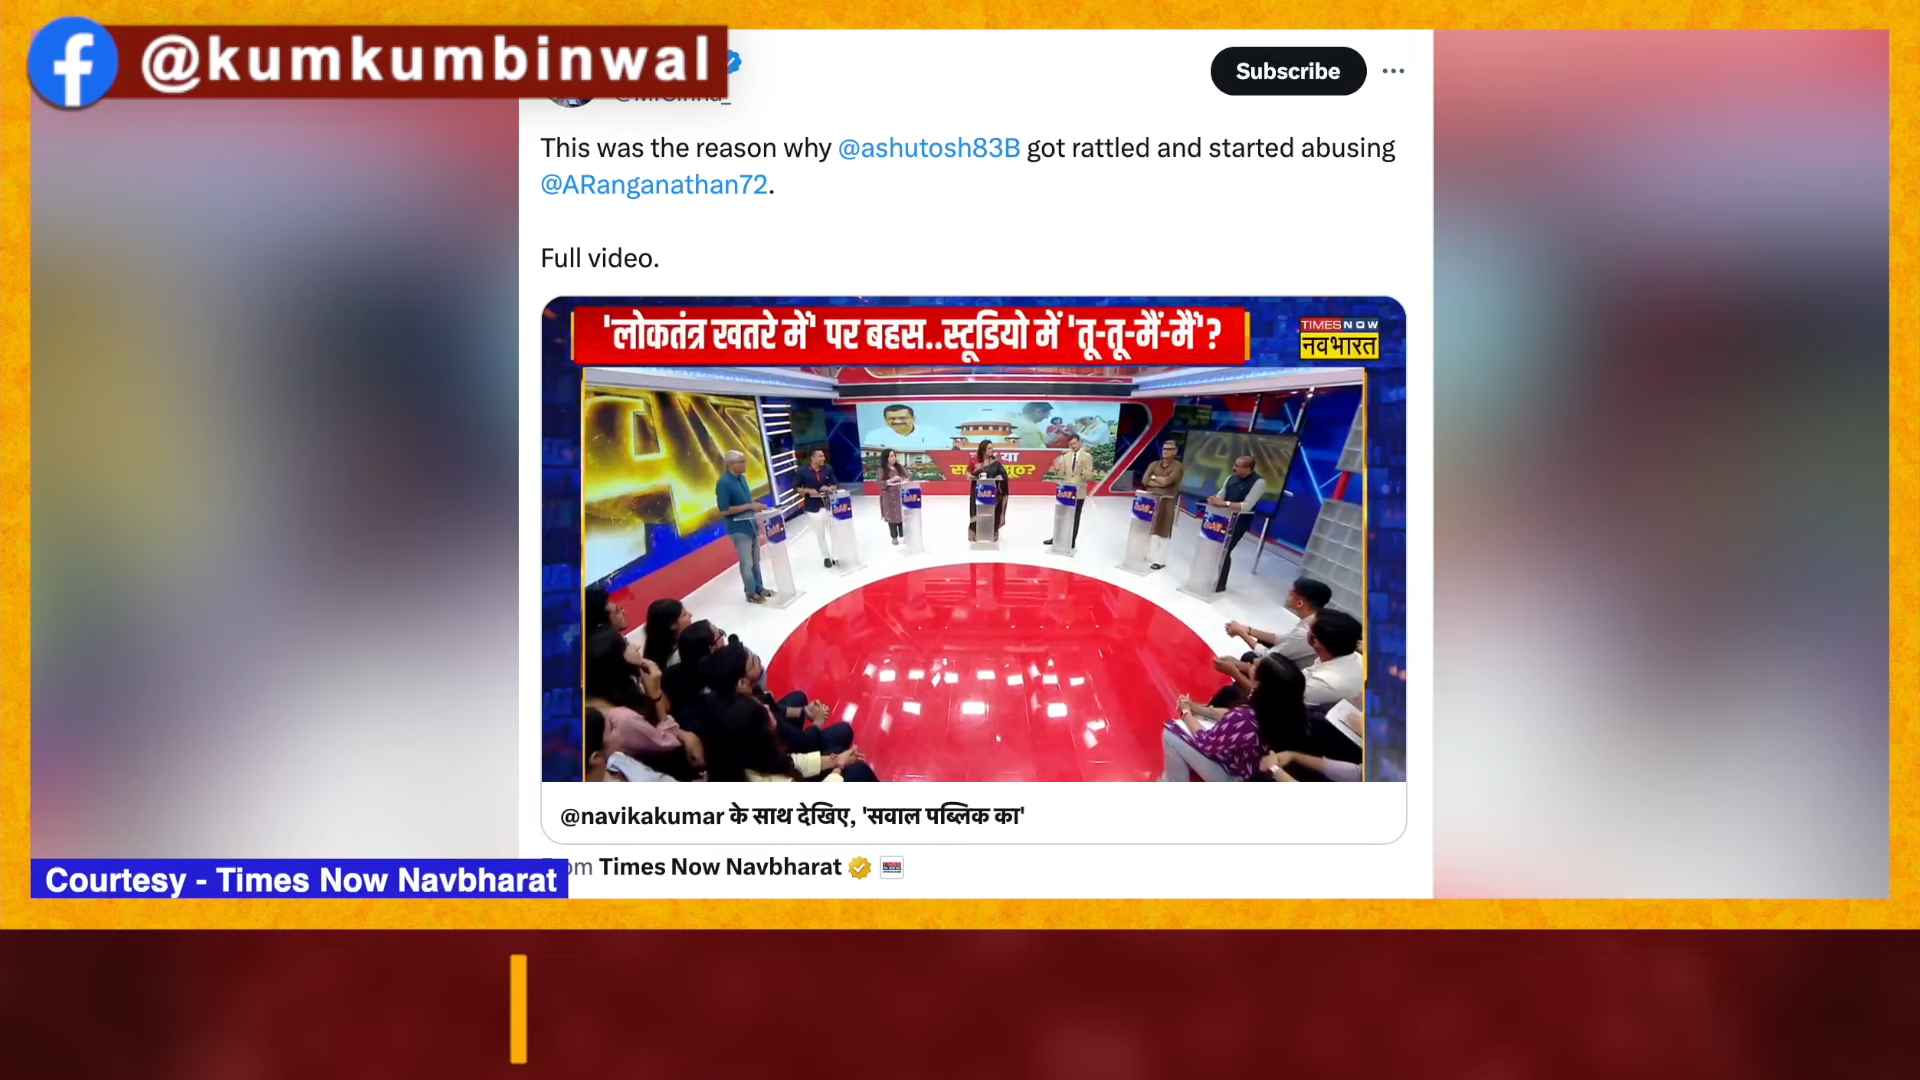 @kumkumbinwal
Subscribe
This was the reason why @ashutosh83B got rattled and started abusing
@ARanganathan72.
Full video.
'लोकतंत्र खतरे में' पर बहस..स्टूडियो में 'तू-तू-मैं-मैं'?
TIMES NOW
नवभारत
@navikakumar के साथ देखिए, 'सवाल पब्लिक का'
Times Now Navbharat
Courtesy - Times Now Navbharat